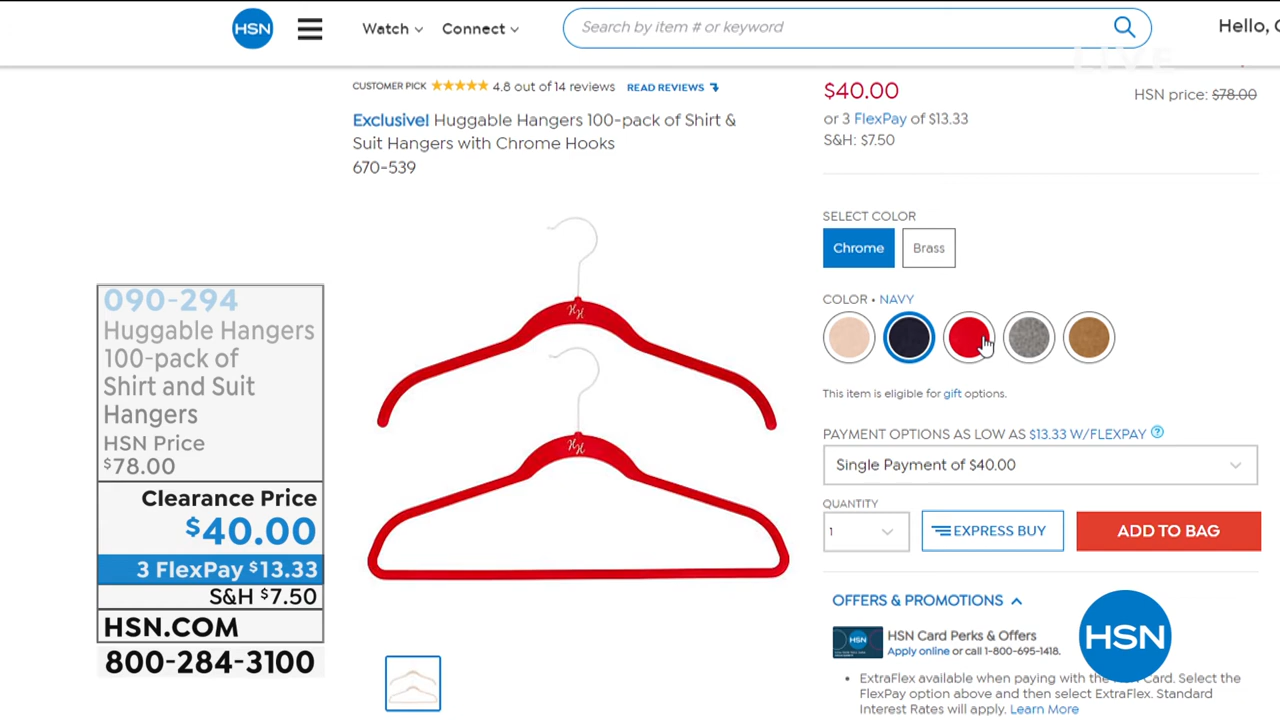 HSN
Watch
Connect
Search by item # or keyword
Hello,
LIVE
CUSTOMER PICK 4.8 out of 14 reviews READ REVIEWS
Exclusive! Huggable Hangers 100-pack of Shirt &
Suit Hangers with Chrome Hooks
670-539
$40.00
HSN price: $78.00
or 3 FlexPay of $13.33
S&H: $7.50
SELECT COLOR
Chrome
Brass
COLOR • NAVY
This item is eligible for gift options.
PAYMENT OPTIONS AS LOW AS $13.33 W/FLEXPAY ?
Single Payment of $40.00
QUANTITY
1
EXPRESS BUY
ADD TO BAG
OFFERS & PROMOTIONS
HSN
HSN Card Perks & Offers
Apply online or call 1-800-695-1418.
HSN
• ExtraFlex available when paying with the Card. Select the
FlexPay option above and then select ExtraFlex. Standard
Interest Rates will apply. Learn More
HH
HH
090-294
Huggable Hangers
100-pack of
Shirt and Suit
Hangers
HSN Price
$78.00
Clearance Price
$40.00
3 FlexPay $13.33
S&H $7.50
HSN.COM
800-284-3100